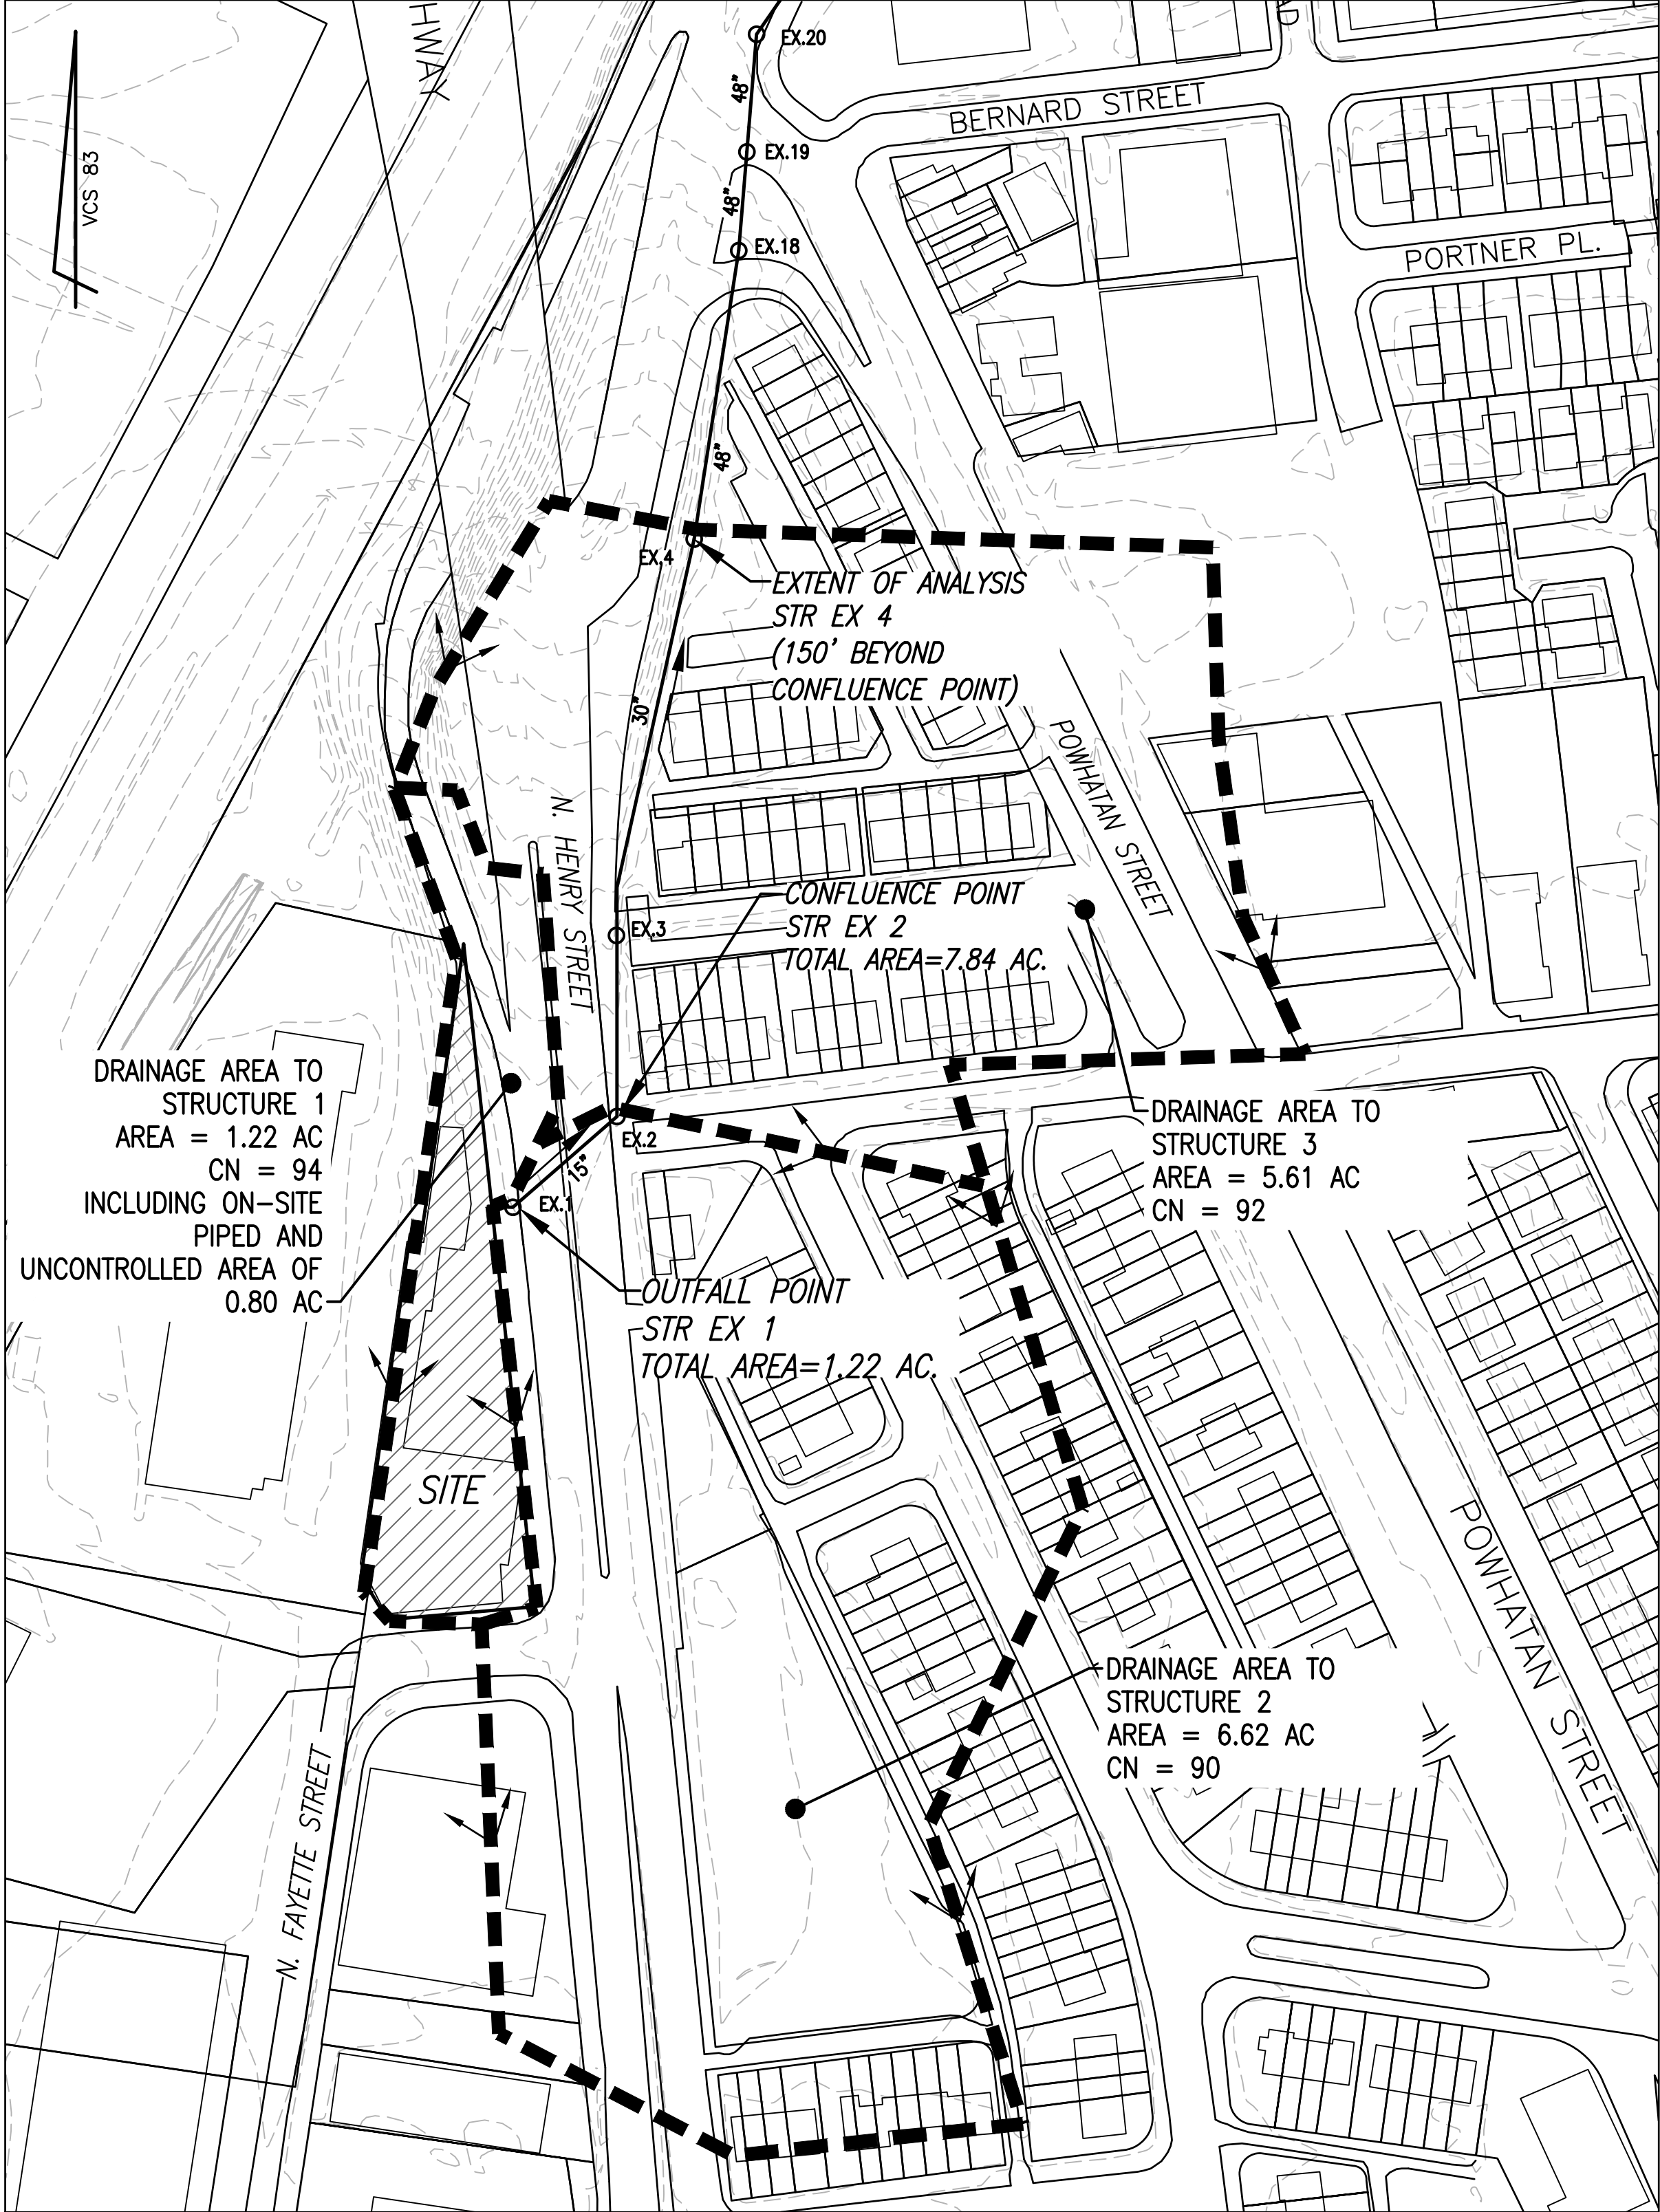 HWAY
EX.20
48"
BERNARD STREET
VCS 83
EX.19
48"
EX.18
PORTNER PL.
48"
EX.4
EXTENT OF ANALYSIS
STR EX 4
(150' BEYOND
CONFLUENCE POINT)
30"
POWHATAN STREET
N. HENRY STREET
CONFLUENCE POINT
STR EX 2
TOTAL AREA=7.84 AC.
EX.3
DRAINAGE AREA TO
STRUCTURE 1
AREA = 1.22 AC
CN = 94
INCLUDING ON-SITE
PIPED AND
UNCONTROLLED AREA OF
0.80 AC
EX.2
15"
EX.1
DRAINAGE AREA TO
STRUCTURE 3
AREA = 5.61 AC
CN = 92
OUTFALL POINT
STR EX 1
TOTAL AREA=1.22 AC.
SITE
POWHATAN STREET
DRAINAGE AREA TO
STRUCTURE 2
AREA = 6.62 AC
CN = 90
N. FAYETTE STREET